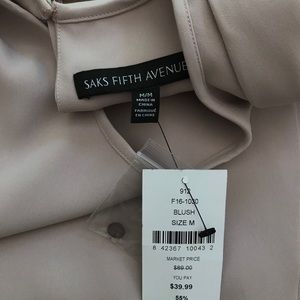 SAKS FIFTH AVENUE
M/M
MADE IN
CHINA
FABRIQUÉ
EN CHINE
912
F16-1030
BLUSH
SIZE M
8 42367 10043 2
MARKET PRICE
$89.00
YOU PAY
$39.99
55%